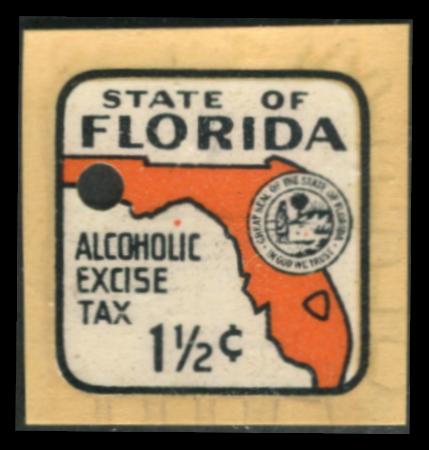 STATE OF
FLORIDA
GREAT SEAL OF THE STATE OF FLORIDA
IN GOD WE TRUST
ALCOHOLIC
EXCISE
TAX
1½¢